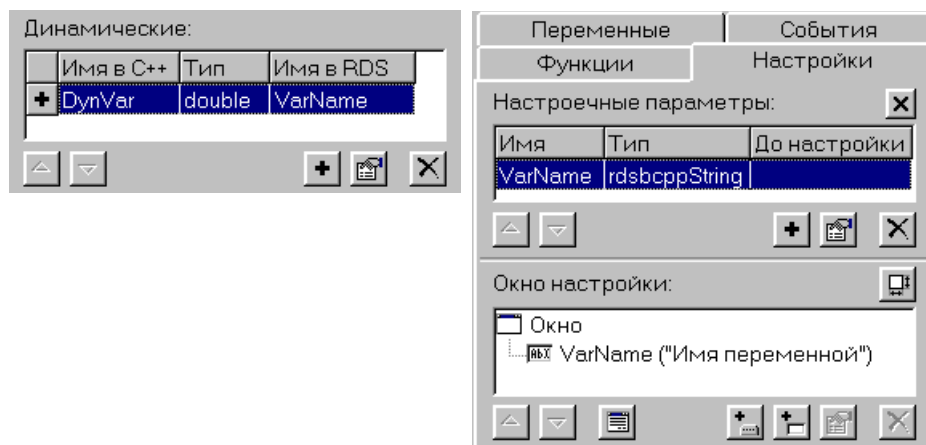 Динамические:
Имя в C++ Тип Имя в RDS
DynVar double VarName
Переменные События
Функции Настройки
Настроечные параметры:
Имя Тип До настройки
VarName rdsbcppString
Окно настройки:
Окно
VarName ("Имя переменной")